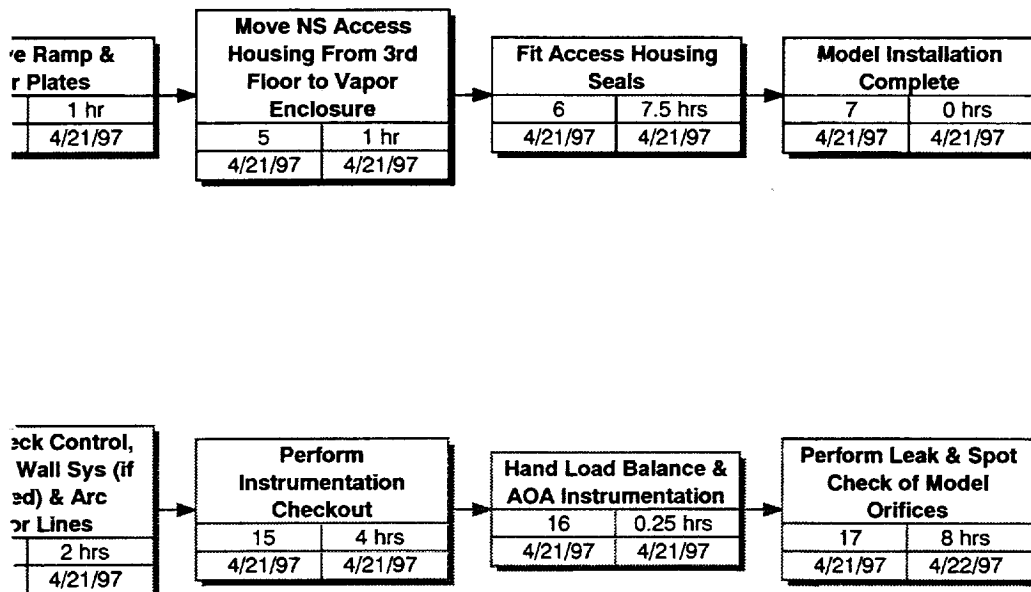 ve Ramp &
r Plates
1 hr
4/21/97
Move NS Access
Housing From 3rd
Floor to Vapor
Enclosure
5 1 hr
4/21/97 4/21/97
Fit Access Housing
Seals
6 7.5 hrs
4/21/97 4/21/97
Model Installation
Complete
7 0 hrs
4/21/97 4/21/97
eck Control,
Wall Sys (if
ed) & Arc
or Lines
2 hrs
4/21/97
Perform
Instrumentation
Checkout
15 4 hrs
4/21/97 4/21/97
Hand Load Balance &
AOA Instrumentation
16 0.25 hrs
4/21/97 4/21/97
Perform Leak & Spot
Check of Model
Orifices
17 8 hrs
4/21/97 4/22/97